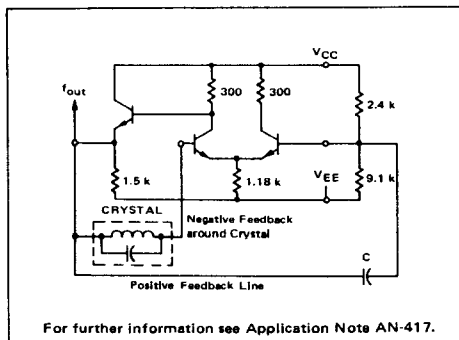 VCC
fout
300
300
2.4 k
1.5 k
1.18 k
VEE
9.1 k
CRYSTAL
Negative Feedback
around Crystal
C
Positive Feedback Line
For further information see Application Note AN-417.